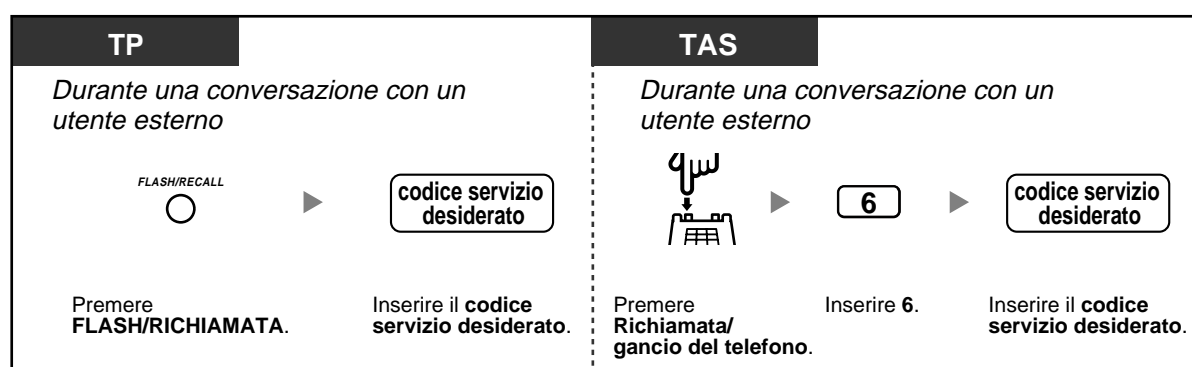 TP
Durante una conversazione con un
utente esterno
FLASH/RECALL
codice servizio
desiderato
Premere
FLASH/RICHIAMATA.
Inserire il codice
servizio desiderato.
TAS
Durante una conversazione con un
utente esterno
6
codice servizio
desiderato
Premere
Richiamata/
gancio del telefono.
Inserire 6.
Inserire il codice
servizio desiderato.